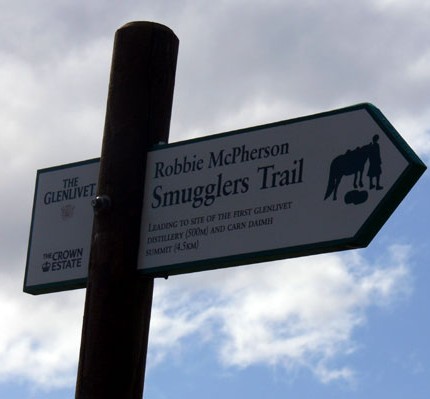 THE
GLENLIVET
THE CROWN
ESTATE
Robbie McPherson
Smugglers Trail
Leading to site of the first Glenlivet
distillery (500m) and Carn Daimh
summit (4.5km)